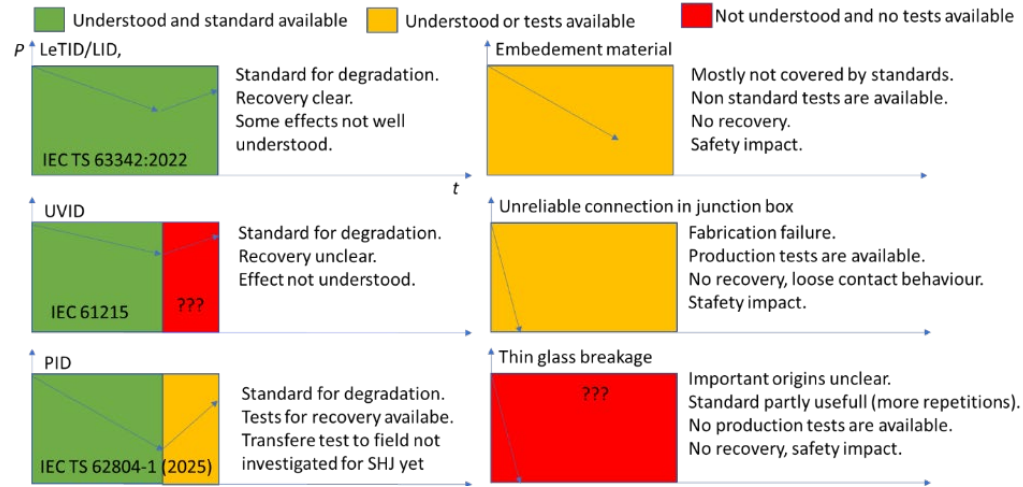 Understood and standard available
Understood or tests available
Not understood and no tests available
P
LeTID/LID,
Standard for degradation.
Recovery clear.
Some effects not well
understood.
IEC TS 63342:2022
t
Embedement material
Mostly not covered by standards.
Non standard tests are available.
No recovery.
Safety impact.
UVID
Standard for degradation.
Recovery unclear.
Effect not understood.
???
IEC 61215
Unreliable connection in junction box
Fabrication failure.
Production tests are available.
No recovery, loose contact behaviour.
Stafety impact.
PID
Standard for degradation.
Tests for recovery availabe.
Transfere test to field not
investigated for SHJ yet
IEC TS 62804-1 (2025)
Thin glass breakage
???
Important origins unclear.
Standard partly usefull (more repetitions).
No production tests are available.
No recovery, safety impact.